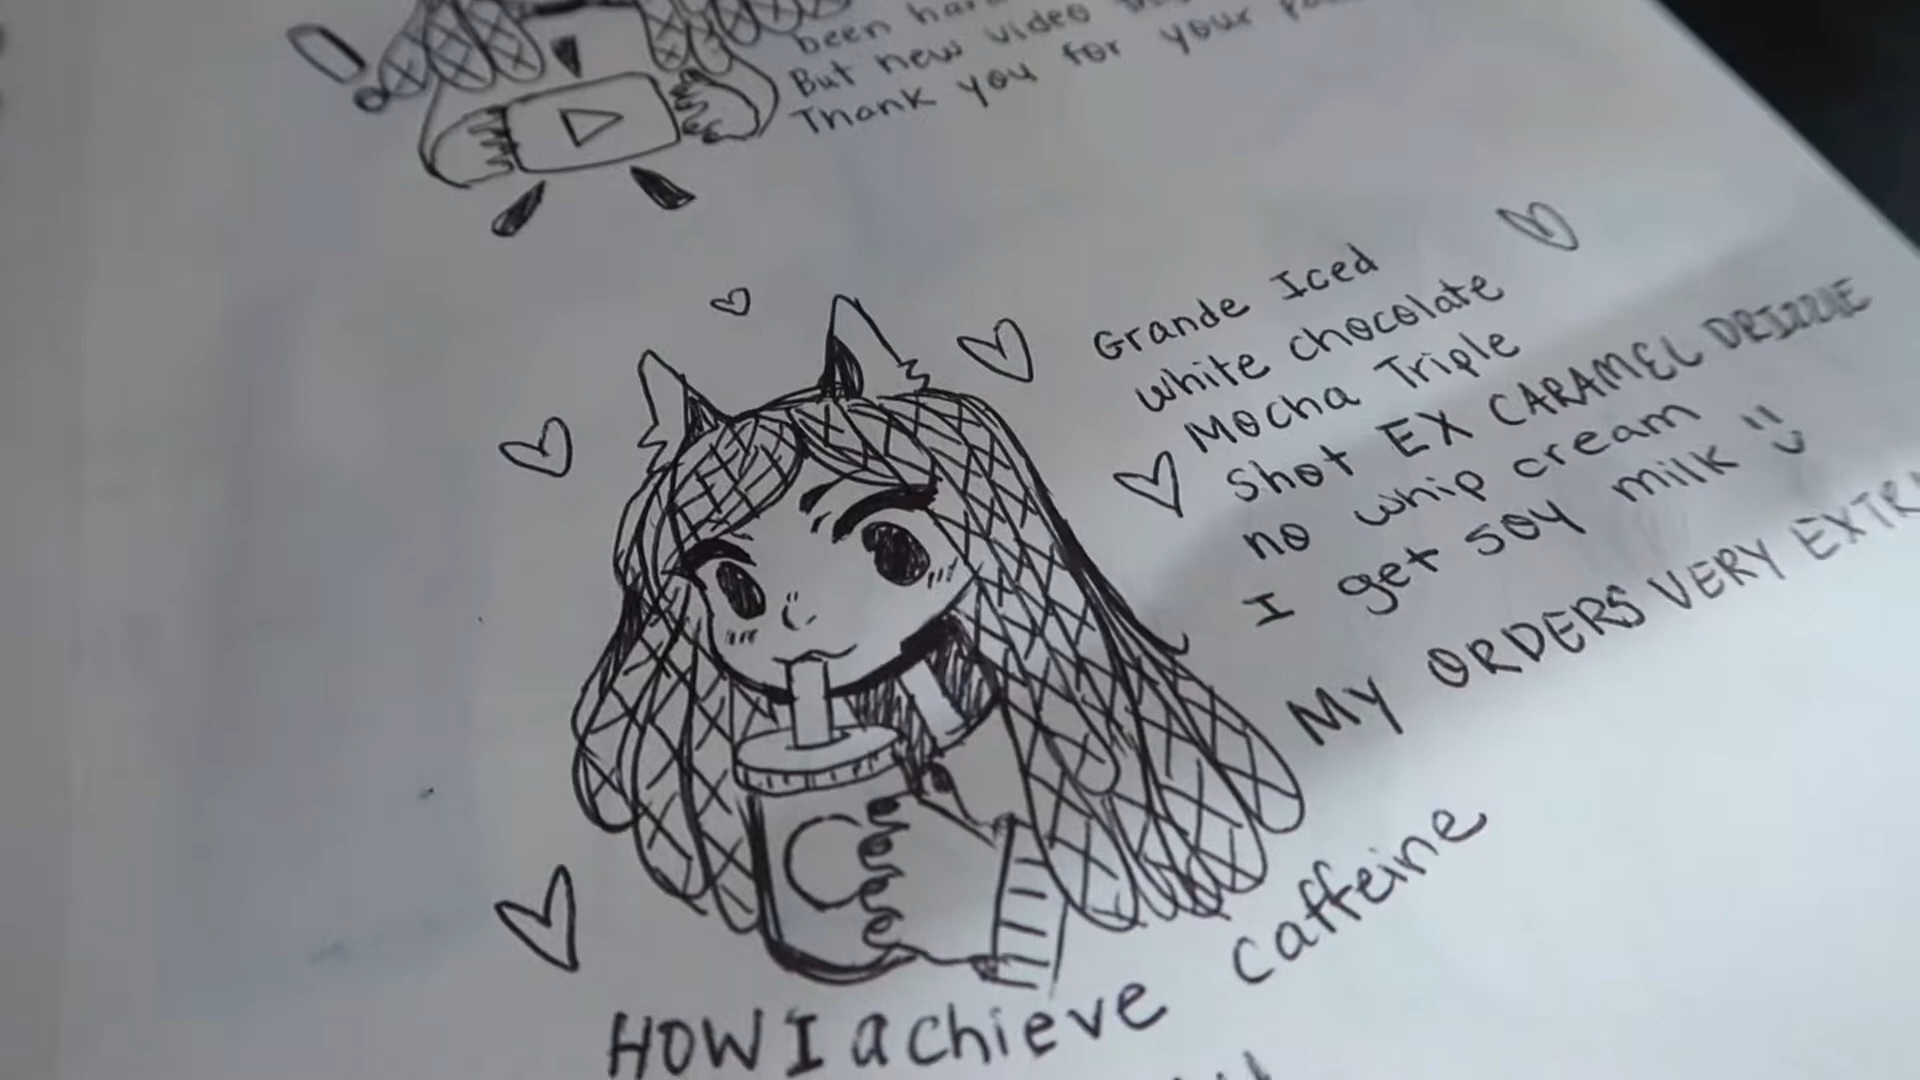 been
But new video
Thank you for your
Grande Iced
white chocolate
Mocha Triple
Shot EX CARAMEL DRIZZLE
no whip cream
I get soy milk
My ORDERS VERY EXTRA
HOW I achieve caffeine